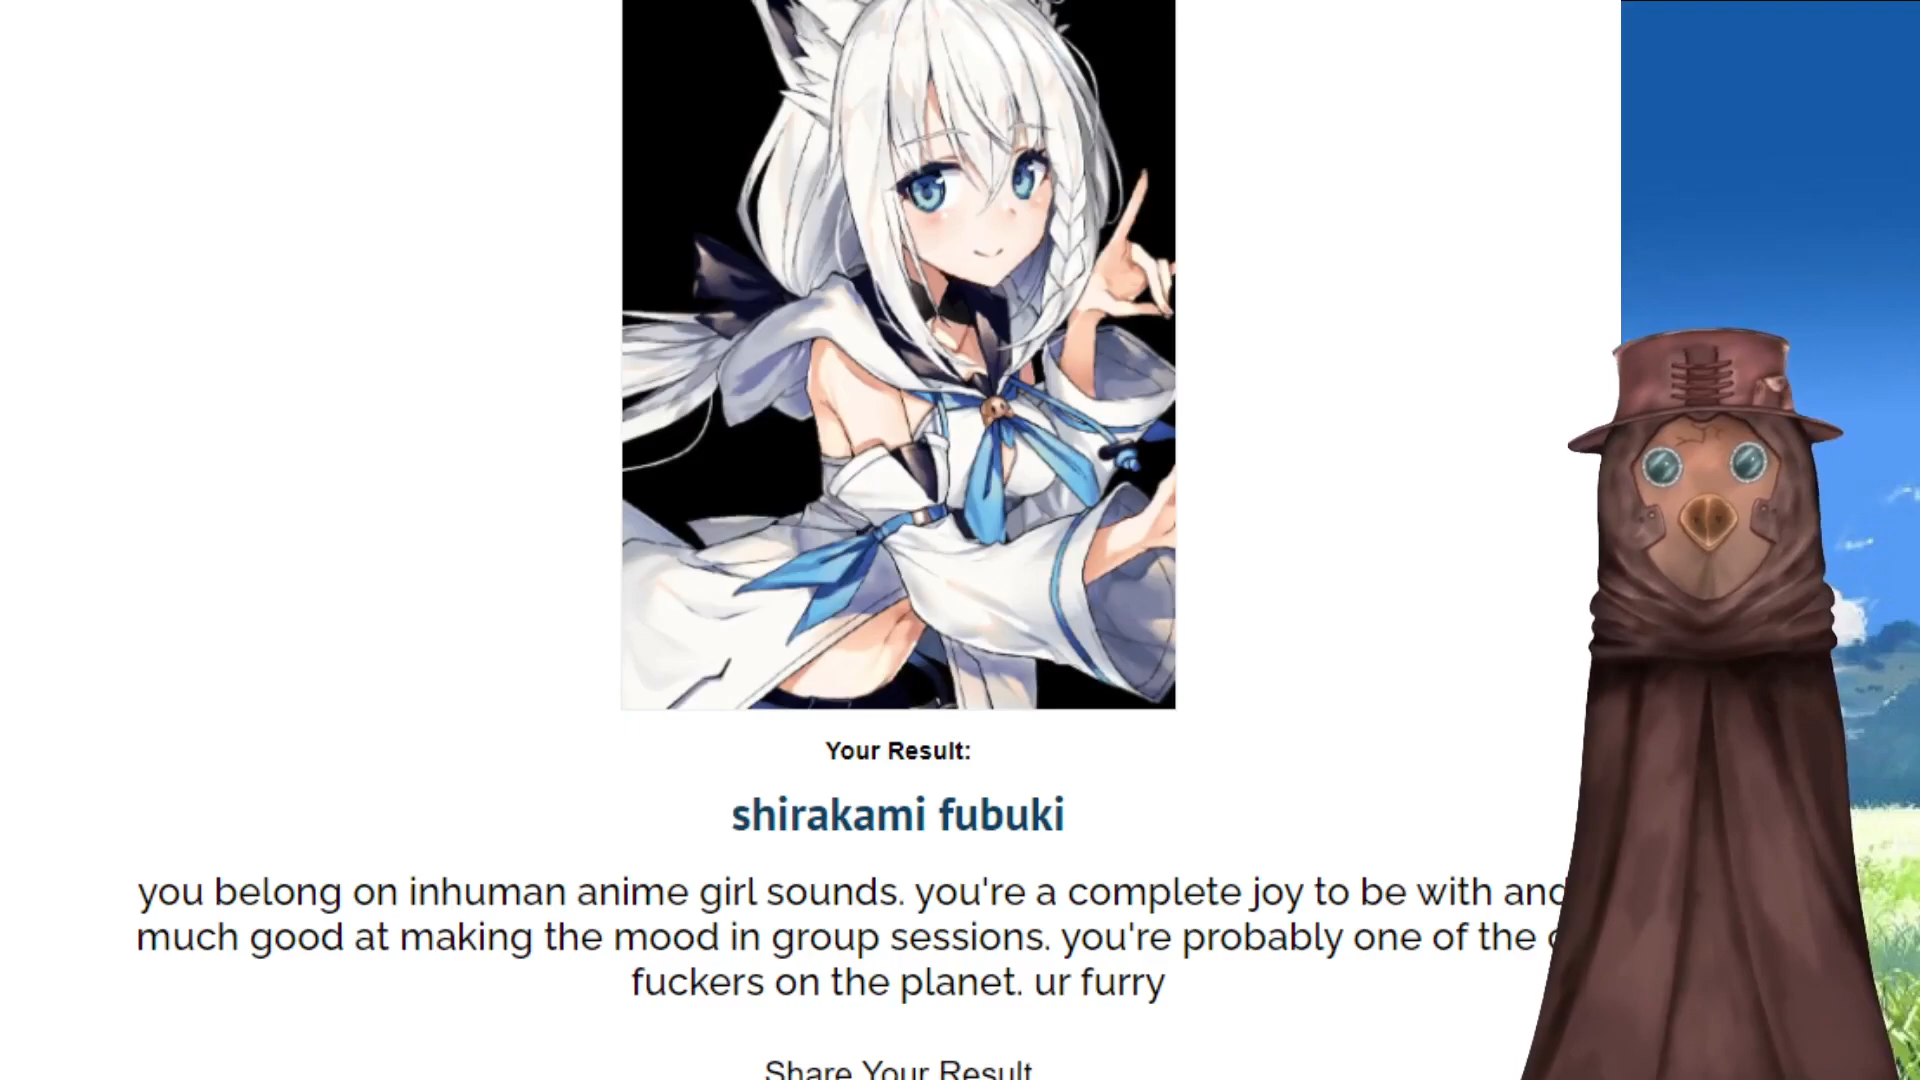 Your Result:
shirakami fubuki
you belong on inhuman anime girl sounds. you're a complete joy to be with and
much good at making the mood in group sessions. you're probably one of the
fuckers on the planet. ur furry
Share Your Result